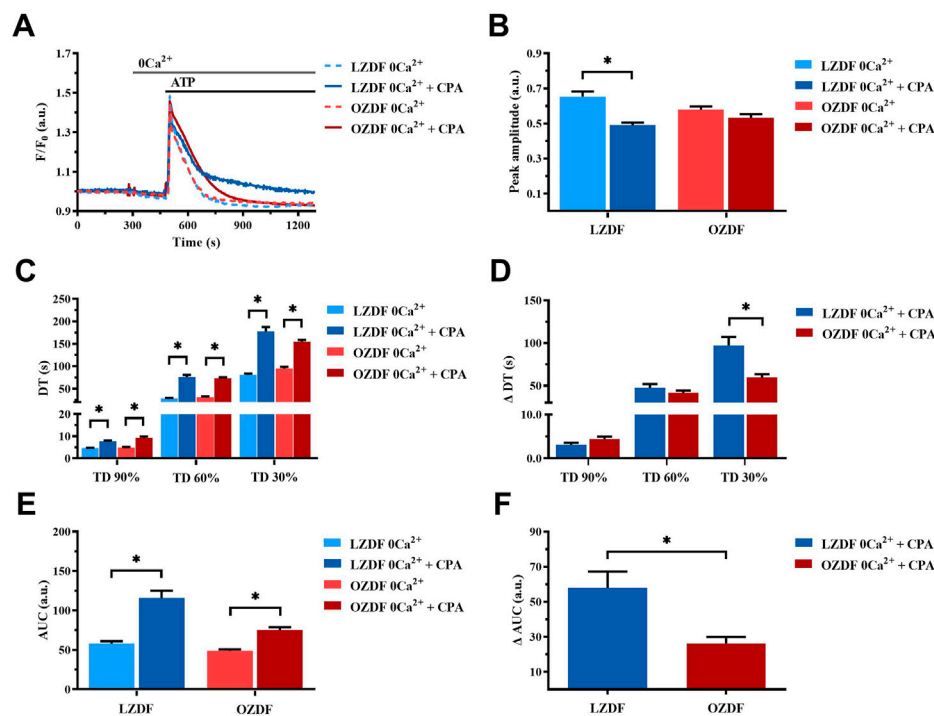 A
0Ca²⁺
ATP
F/F₀ (a.u.)
1.7
1.5
1.3
1.1
0.9
0
300
600
900
1200
Time (s)
LZDF 0Ca²⁺
LZDF 0Ca²⁺ + CPA
OZDF 0Ca²⁺
OZDF 0Ca²⁺ + CPA
B
Peak amplitude (a.u.)
0.9
0.7
0.5
0.3
0.1
*
LZDF
OZDF
LZDF 0Ca²⁺
LZDF 0Ca²⁺ + CPA
OZDF 0Ca²⁺
OZDF 0Ca²⁺ + CPA
C
DT (s)
250
200
150
100
50
20
10
5
0
* * * * * *
TD 90%
TD 60%
TD 30%
LZDF 0Ca²⁺
LZDF 0Ca²⁺ + CPA
OZDF 0Ca²⁺
OZDF 0Ca²⁺ + CPA
D
Δ DT (s)
150
100
50
10.0
0.0
*
TD 90%
TD 60%
TD 30%
LZDF 0Ca²⁺ + CPA
OZDF 0Ca²⁺ + CPA
E
AUC (a.u.)
200
150
100
50
0
* *
LZDF
OZDF
LZDF 0Ca²⁺
LZDF 0Ca²⁺ + CPA
OZDF 0Ca²⁺
OZDF 0Ca²⁺ + CPA
F
Δ AUC (a.u.)
90
70
50
30
10
*
LZDF
OZDF
LZDF 0Ca²⁺ + CPA
OZDF 0Ca²⁺ + CPA